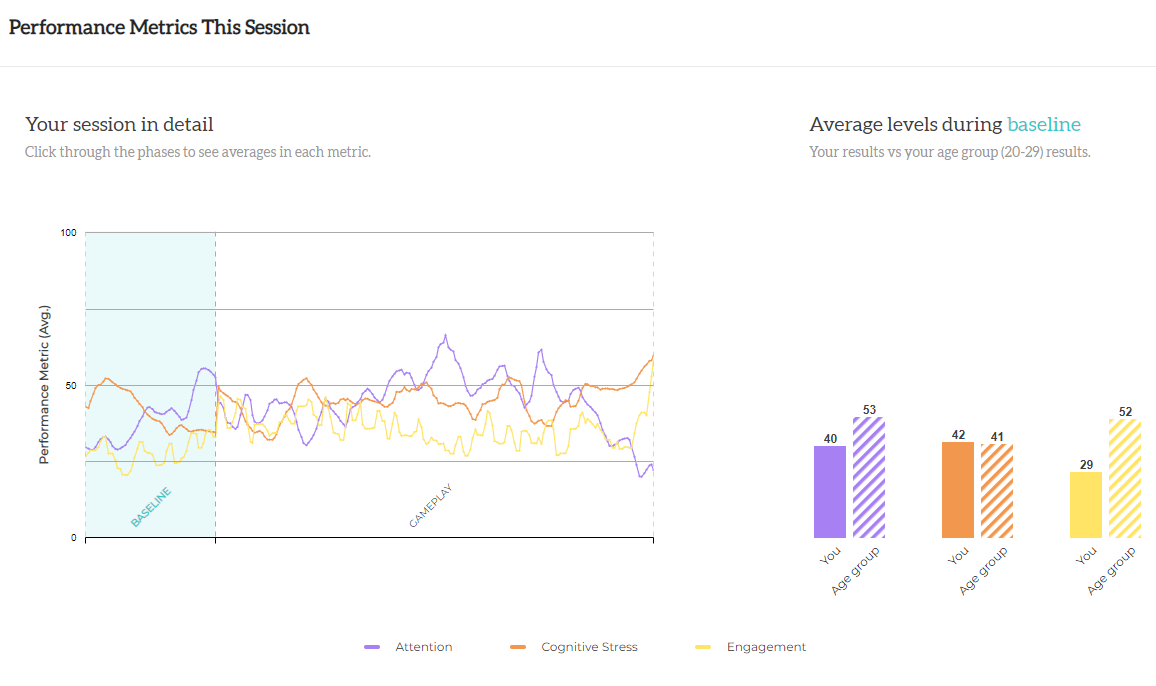 Performance Metrics This Session
Your session in detail
Click through the phases to see averages in each metric.
Average levels during baseline
Your results vs your age group (20-29) results.
Performance Metric (Avg.)
100
50
0
BASELINE
GAMEPLAY
40
53
42
41
29
52
You
Age group
You
Age group
You
Age group
Attention
Cognitive Stress
Engagement